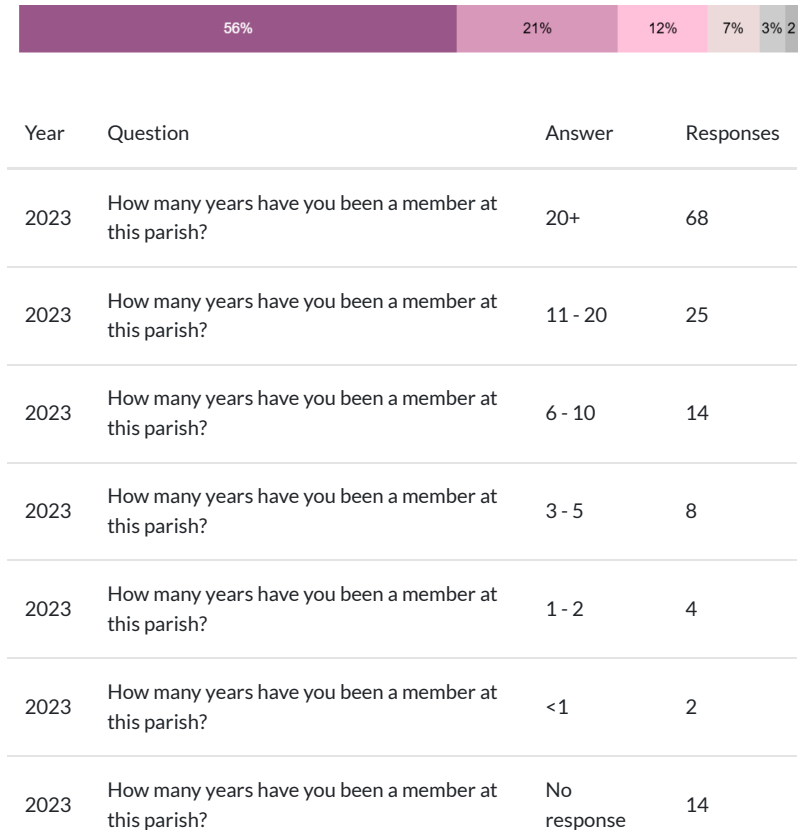 56% 21% 12% 7% 3% 2
Year Question Answer Responses
2023 How many years have you been a member at this parish? 20+ 68
2023 How many years have you been a member at this parish? 11 - 20 25
2023 How many years have you been a member at this parish? 6 - 10 14
2023 How many years have you been a member at this parish? 3 - 5 8
2023 How many years have you been a member at this parish? 1 - 2 4
2023 How many years have you been a member at this parish? <1 2
2023 How many years have you been a member at this parish? No response 14